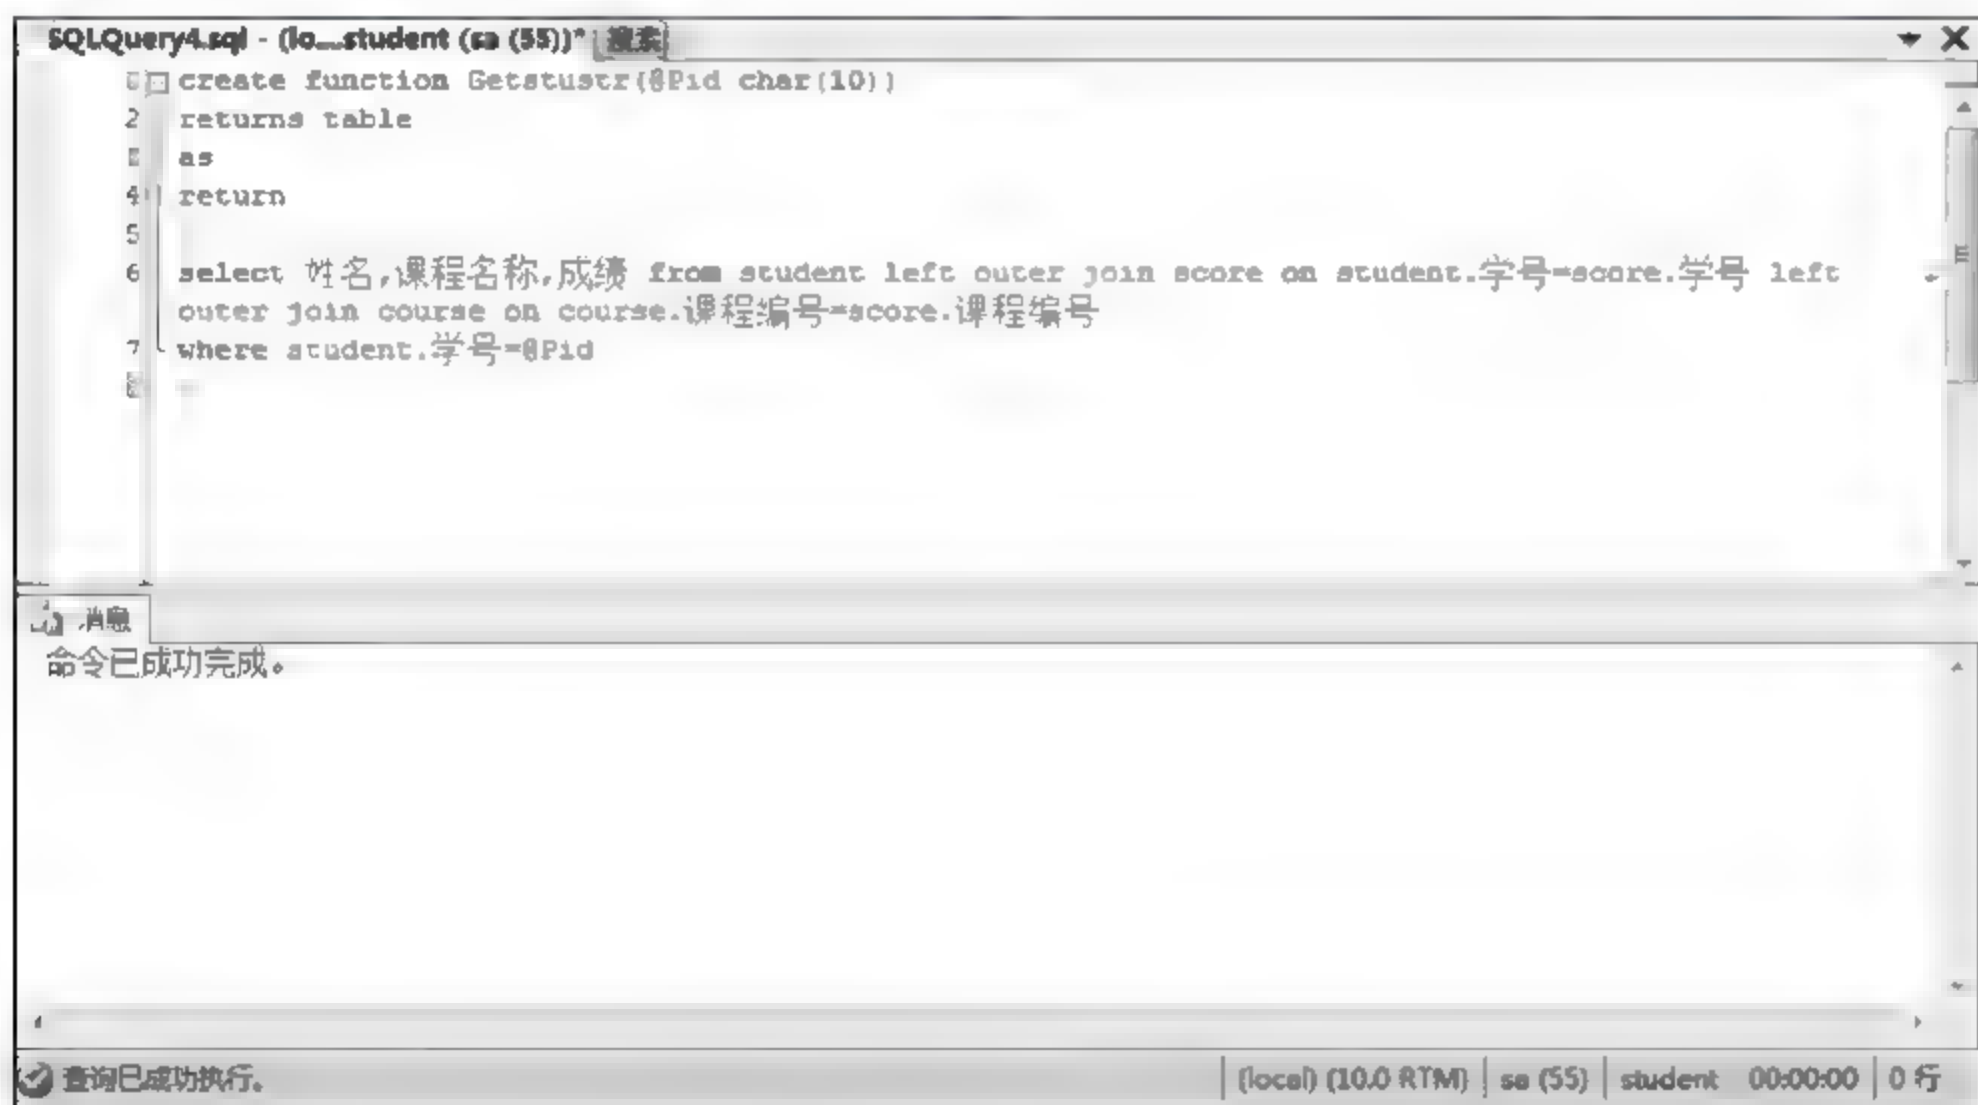 SQLQuery4.sql - (lo...student (sa (55))* 搜索
create function Getstustr(@Pid char(10))
2 returns table
as
4 return
5
6 select 姓名,课程名称,成绩 from student left outer join score on student.学号=score.学号 left
outer join course on course.课程编号=score.课程编号
7 where student.学号=@Pid
消息
命令已成功完成。
查询已成功执行。 (local) (10.0 RTM) sa (55) student 00:00:00 0 行